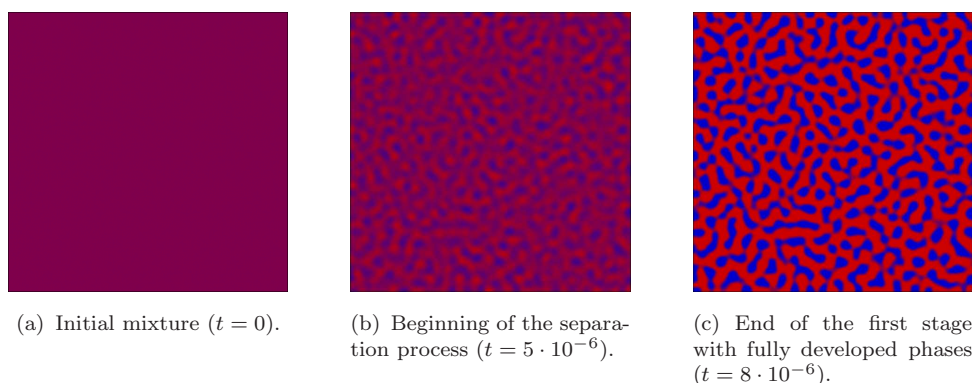 (a) Initial mixture (t = 0).
(b) Beginning of the separa-
tion process (t = 5 · 10⁻⁶).
(c) End of the first stage
with fully developed phases
(t = 8 · 10⁻⁶).